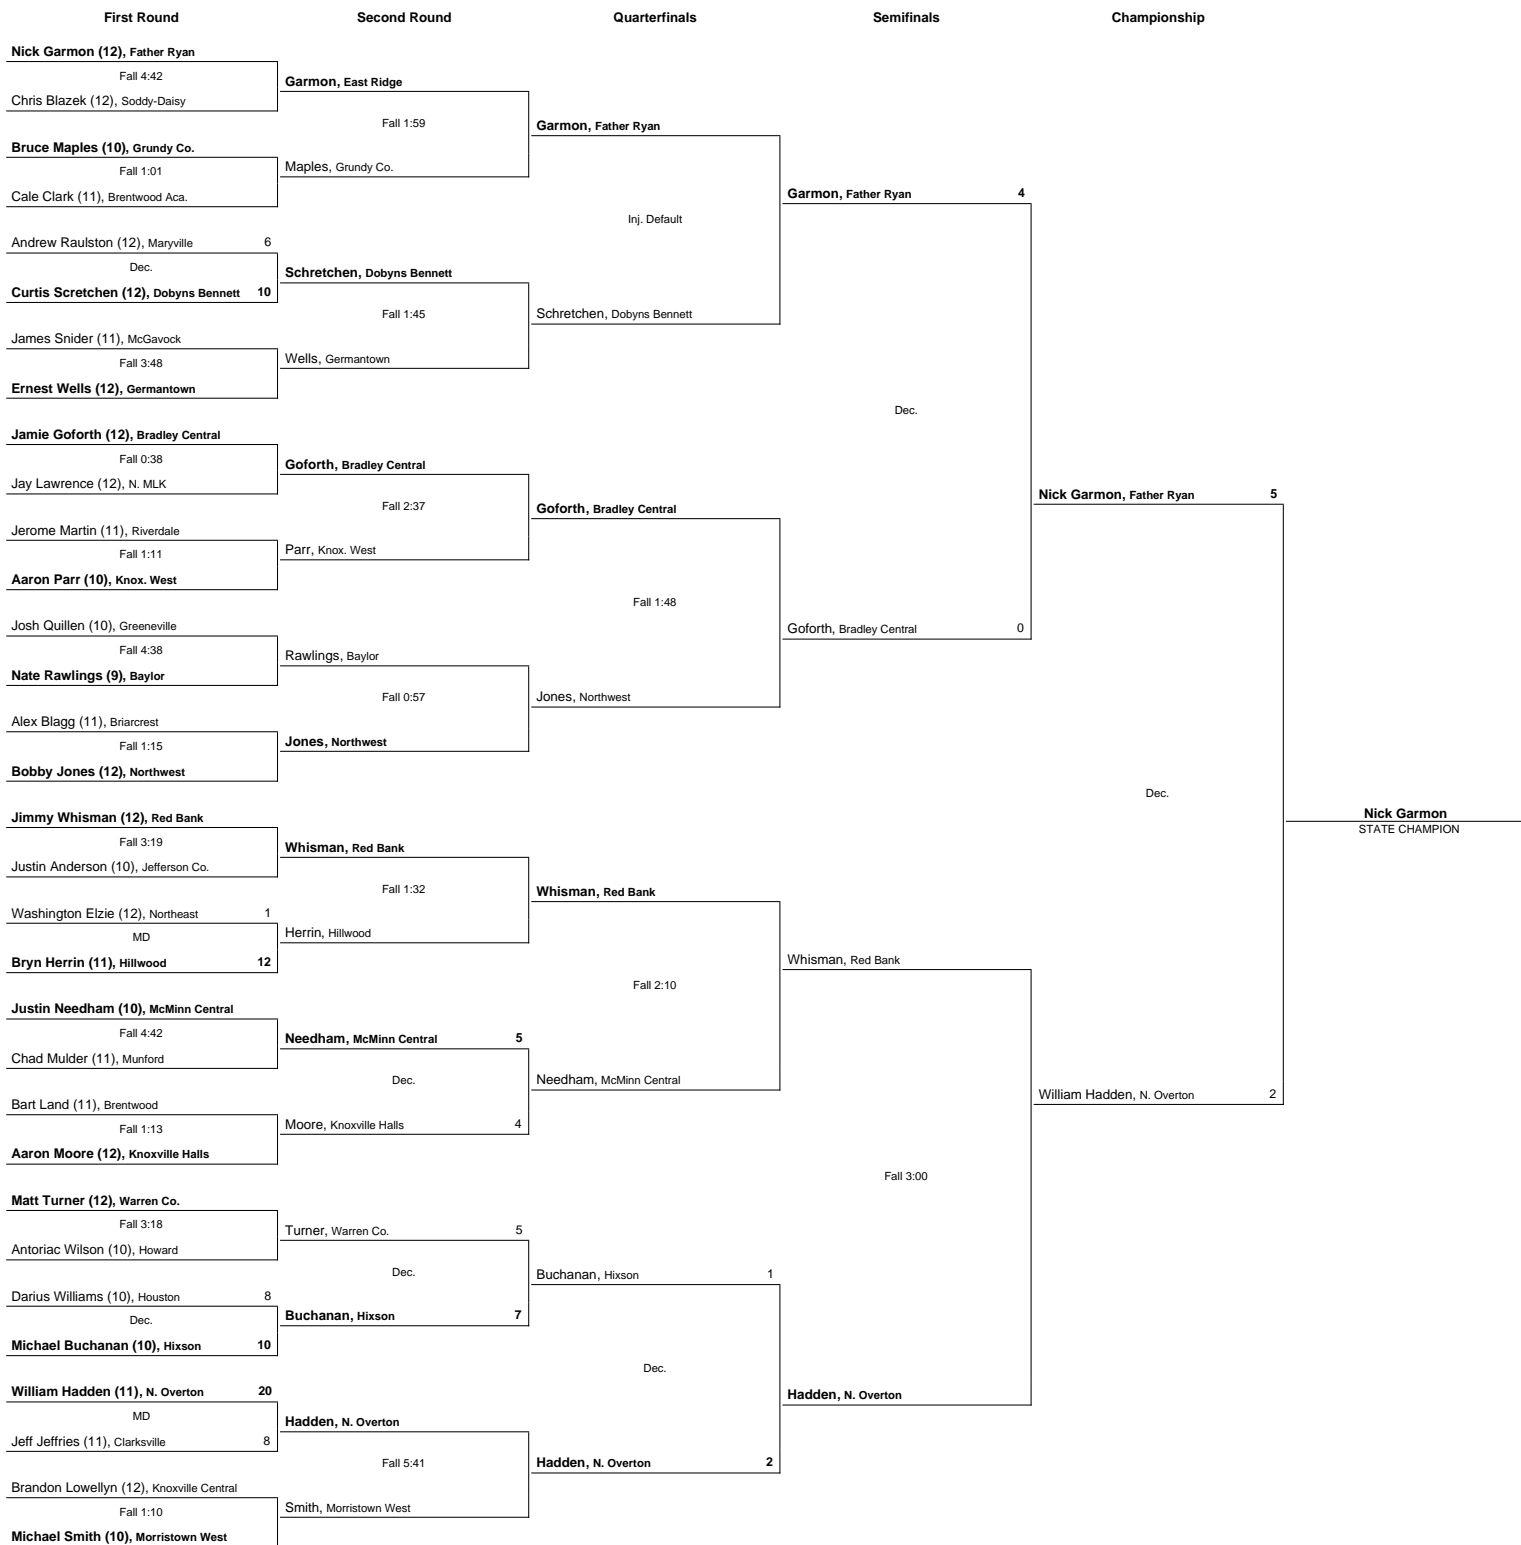 First Round Second Round Quarterfinals Semifinals Championship
Nick Garmon (12), Father Ryan
Fall 4:42
Chris Blazek (12), Soddy-Daisy
Bruce Maples (10), Grundy Co.
Fall 1:01
Cale Clark (11), Brentwood Aca.
Andrew Raulston (12), Maryville 6
Dec.
Curtis Scretchen (12), Dobyns Bennett 10
James Snider (11), McGavock
Fall 3:48
Ernest Wells (12), Germantown
Jamie Goforth (12), Bradley Central
Fall 0:38
Jay Lawrence (12), N. MLK
Jerome Martin (11), Riverdale
Fall 1:11
Aaron Parr (10), Knox. West
Josh Quillen (10), Greeneville
Fall 4:38
Nate Rawlings (9), Baylor
Alex Blagg (11), Briarcrest
Fall 1:15
Bobby Jones (12), Northwest
Jimmy Whisman (12), Red Bank
Fall 3:19
Justin Anderson (10), Jefferson Co.
Washington Elzie (12), Northeast 1
MD
Bryn Herrin (11), Hillwood 12
Justin Needham (10), McMinn Central
Fall 4:42
Chad Mulder (11), Munford
Bart Land (11), Brentwood
Fall 1:13
Aaron Moore (12), Knoxville Halls
Matt Turner (12), Warren Co.
Fall 3:18
Antoriac Wilson (10), Howard
Darius Williams (10), Houston 8
Dec.
Michael Buchanan (10), Hixson 10
William Hadden (11), N. Overton 20
MD
Jeff Jeffries (11), Clarksville 8
Brandon Lowellyn (12), Knoxville Central
Fall 1:10
Michael Smith (10), Morristown West
Garmon, East Ridge
Fall 1:59
Maples, Grundy Co.
Schretchen, Dobyns Bennett
Fall 1:45
Wells, Germantown
Goforth, Bradley Central
Fall 2:37
Parr, Knox. West
Rawlings, Baylor
Fall 0:57
Jones, Northwest
Whisman, Red Bank
Fall 1:32
Herrin, Hillwood
Needham, McMinn Central 5
Dec.
Moore, Knoxville Halls 4
Turner, Warren Co. 5
Dec.
Buchanan, Hixson 7
Hadden, N. Overton
Fall 5:41
Smith, Morristown West
Garmon, Father Ryan
Inj. Default
Schretchen, Dobyns Bennett
Goforth, Bradley Central
Fall 1:48
Jones, Northwest
Whisman, Red Bank
Fall 2:10
Needham, McMinn Central
Buchanan, Hixson 1
Dec.
Hadden, N. Overton 2
Garmon, Father Ryan 4
Dec.
Goforth, Bradley Central 0
Whisman, Red Bank
Fall 3:00
Hadden, N. Overton
Nick Garmon, Father Ryan 5
Dec.
William Hadden, N. Overton 2
Nick Garmon
STATE CHAMPION